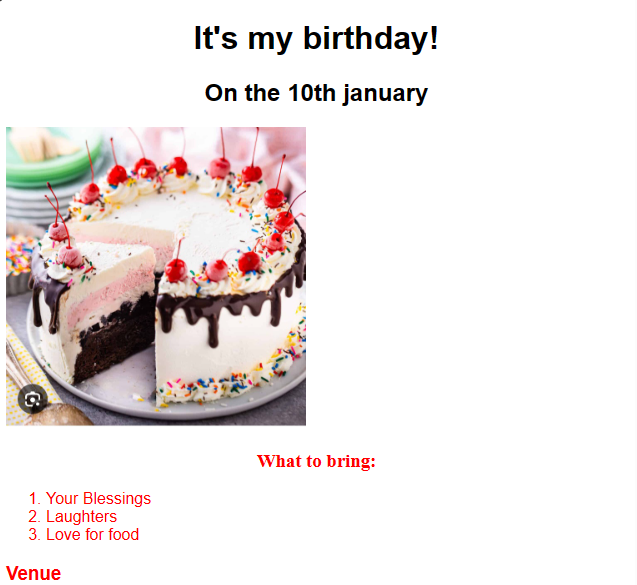 It's my birthday!
On the 10th january
What to bring:
1. Your Blessings
2. Laughters
3. Love for food
Venue